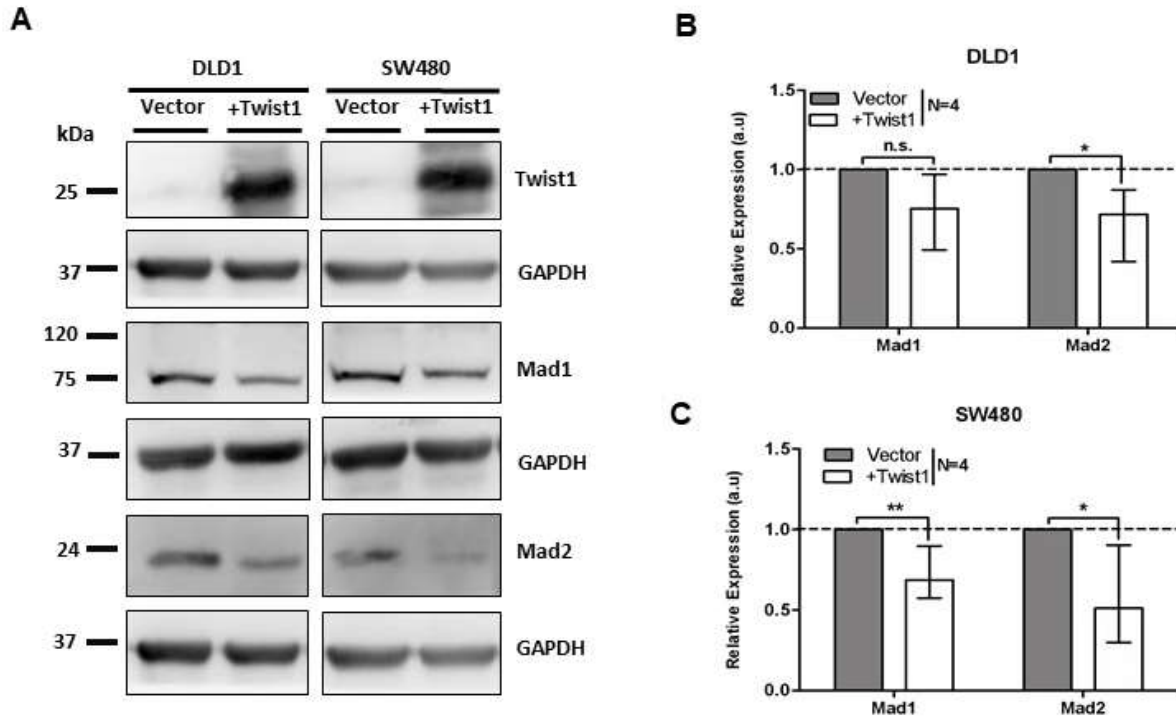 A
DLD1 SW480
Vector +Twist1 Vector +Twist1
kDa
25 Twist1
37 GAPDH
120
75 Mad1
37 GAPDH
24 Mad2
37 GAPDH
B
DLD1
Relative Expression (a.u)
1.5
1.0
0.5
0.0
Vector
+Twist1
N=4
n.s.
*
Mad1 Mad2
C
SW480
Relative Expression (a.u)
1.5
1.0
0.5
0.0
Vector
+Twist1
N=4
**
*
Mad1 Mad2